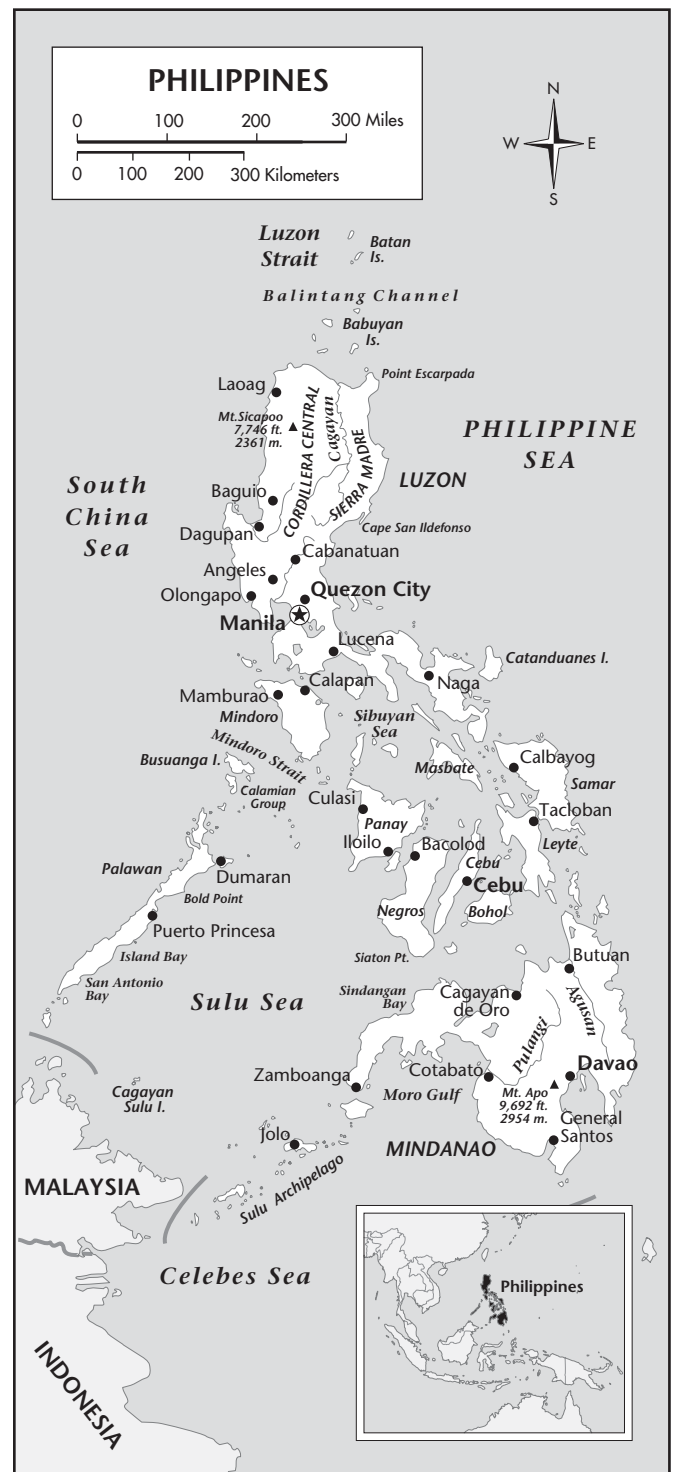 PHILIPPINES
0 100 200 300 Miles
0 100 200 300 Kilometers
N
W E
S
Luzon
Strait
Batan
Is.
Balintang Channel
Babuyan
Is.
Point Escarpada
Laoag
Mt.Sicapoo
7,746 ft.
2361 m.
CORDILLERA CENTRAL
Cagayan
SIERRA MADRE
PHILIPPINE
SEA
LUZON
South
China
Sea
Baguio
Dagupan
Cape San Ildefonso
Cabanatuan
Angeles
Olongapo
Quezon City
Manila
Lucena
Catanduanes I.
Naga
Calapan
Mamburao
Mindoro
Sibuyan
Sea
Mindoro Strait
Busuanga I.
Masbate
Calbayog
Samar
Calamian
Group
Culasi
Panay
Tacloban
Leyte
Iloilo
Bacolod
Cebu
Cebu
Palawan
Dumaran
Bold Point
Negros
Bohol
Puerto Princesa
Island Bay
Siaton Pt.
Butuan
San Antonio
Bay
Sulu Sea
Sindangan
Bay
Cagayan
de Oro
Agusan
Pulangi
Zamboanga
Cotabato
Davao
Mt. Apo
9,692 ft.
2954 m.
Cagayan
Sulu I.
Moro Gulf
General
Santos
Jolo
MINDANAO
MALAYSIA
Sulu Archipelago
Celebes Sea
Philippines
INDONESIA